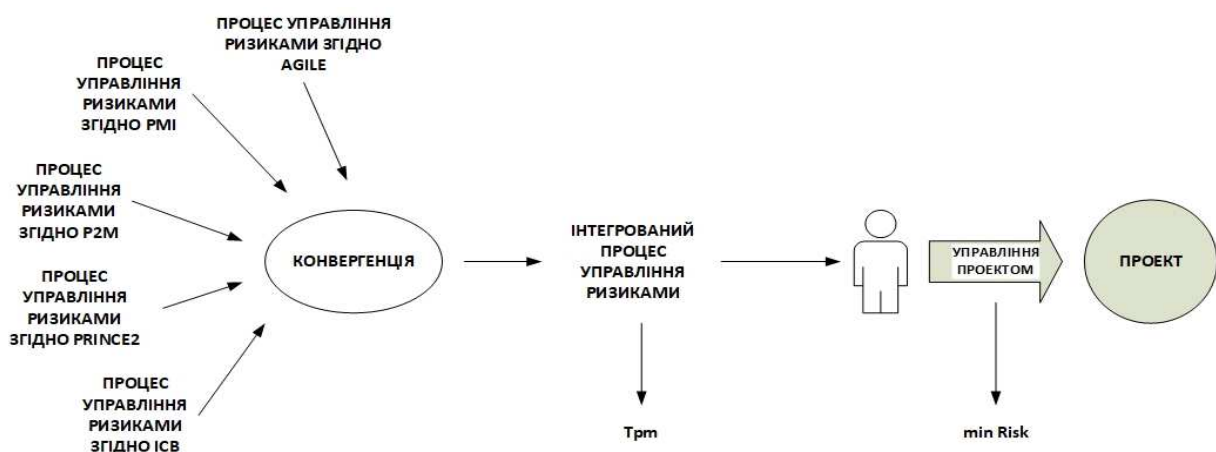 ПРОЦЕС УПРАВЛІННЯ
РИЗИКАМИ ЗГІДНО
AGILE
ПРОЦЕС
УПРАВЛІННЯ
РИЗИКАМИ
ЗГІДНО PMI
ПРОЦЕС
УПРАВЛІННЯ
РИЗИКАМИ
ЗГІДНО P2M
ПРОЦЕС
УПРАВЛІННЯ
РИЗИКАМИ
ЗГІДНО PRINCE2
ПРОЦЕС
УПРАВЛІННЯ
РИЗИКАМИ
ЗГІДНО ICB
КОНВЕРГЕНЦІЯ
ІНТЕГРОВАНИЙ
ПРОЦЕС
УПРАВЛІННЯ
РИЗИКАМИ
УПРАВЛІННЯ
ПРОЕКТОМ
ПРОЕКТ
Tpm
min Risk